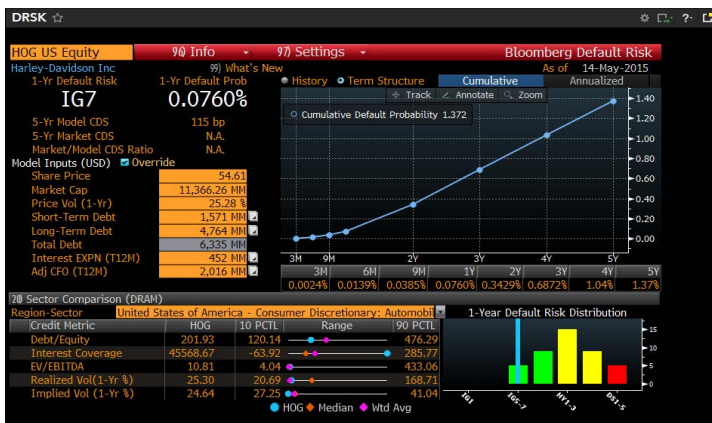 DRSK
?
HOG US Equity 96) Info 97) Settings Bloomberg Default Risk
Harley-Davidson Inc 99) What's New As of 14-May-2015
1-Yr Default Risk 1-Yr Default Prob History Term Structure Cumulative Annualized
IG7 0.0760%
Track Annotate Zoom
Cumulative Default Probability 1.372
5-Yr Model CDS 115 bp
5-Yr Market CDS N.A.
Market/Model CDS Ratio N.A.
Model Inputs (USD) Override
Share Price 54.61
Market Cap 11,366.26 MM
Price Vol (1-Yr) 25.28 %
Short-Term Debt 1,571 MM
Long-Term Debt 4,764 MM
Total Debt 6,335 MM
Interest EXPN (T12M) 452 MM
Adj CFO (T12M) 2,016 MM
1.40
1.20
1.00
0.80
0.60
0.40
0.20
0.00
3M 9M 2Y 3Y 4Y 5Y
3M 6M 9M 1Y 2Y 3Y 4Y 5Y
0.0024% 0.0139% 0.0385% 0.0760% 0.3429% 0.6872% 1.04% 1.37%
20) Sector Comparison (DRAM)
Region-Sector United States of America - Consumer Discretionary: Automobil
1-Year Default Risk Distribution
Credit Metric HOG 10 PCTL Range 90 PCTL
Debt/Equity 201.93 120.14 476.29
Interest Coverage 45568.67 -63.92 285.77
EV/EBITDA 10.81 4.04 433.06
Realized Vol(1-Yr %) 25.30 20.69 168.71
Implied Vol (1-Yr %) 24.64 27.25 41.04
HOG Median Wtd Avg
15
10
5
0
IG1 IG5-7 HY1-3 DS1-5